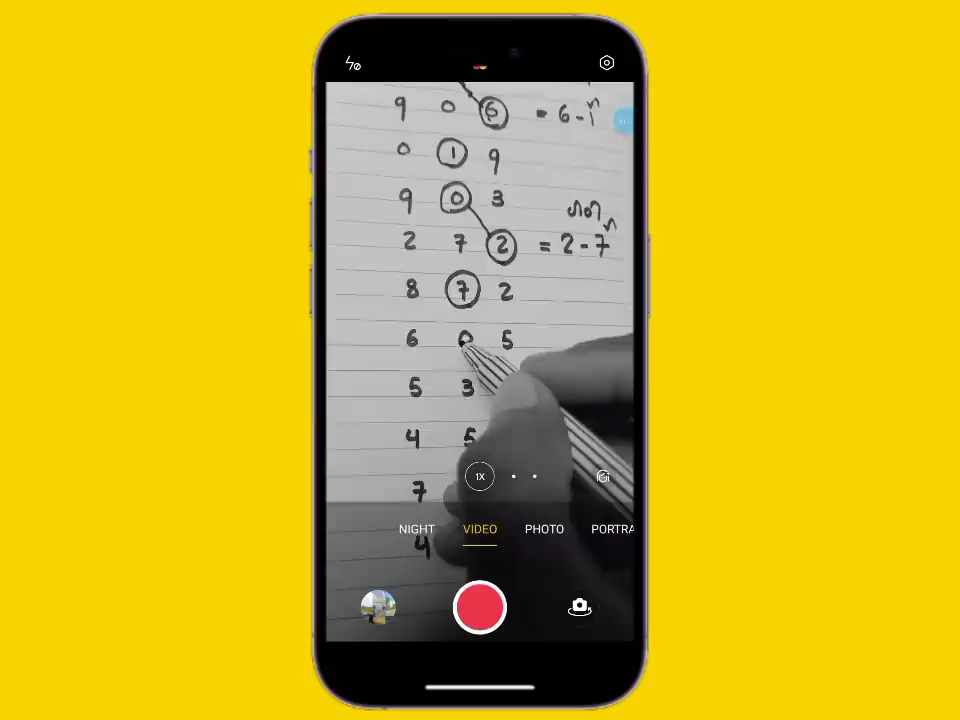 9 0 6 = 6 - 1
0 1 9
9 0 3
2 7 2 = 2 - 7
8 7 2
6 0 5
5 3
4 5
7
1X
NIGHT VIDEO PHOTO PORTRA
4